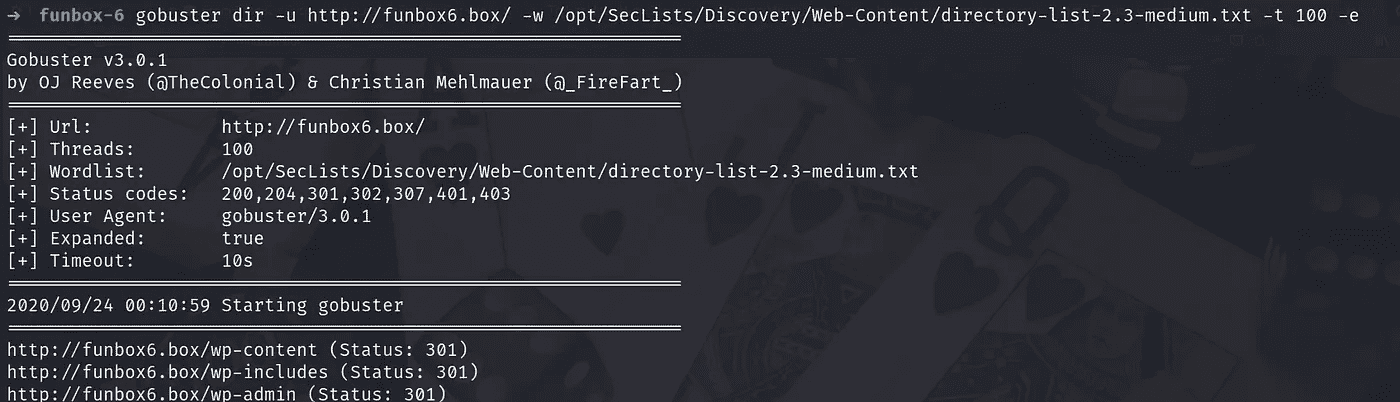 → funbox-6 gobuster dir -u http://funbox6.box/ -w /opt/SecLists/Discovery/Web-Content/directory-list-2.3-medium.txt -t 100 -e
===============================================================
Gobuster v3.0.1
by OJ Reeves (@TheColonial) & Christian Mehlmauer (@_FireFart_)
===============================================================
[+] Url:            http://funbox6.box/
[+] Threads:        100
[+] Wordlist:       /opt/SecLists/Discovery/Web-Content/directory-list-2.3-medium.txt
[+] Status codes:   200,204,301,302,307,401,403
[+] User Agent:     gobuster/3.0.1
[+] Expanded:       true
[+] Timeout:        10s
===============================================================
2020/09/24 00:10:59 Starting gobuster
===============================================================
http://funbox6.box/wp-content (Status: 301)
http://funbox6.box/wp-includes (Status: 301)
http://funbox6.box/wp-admin (Status: 301)